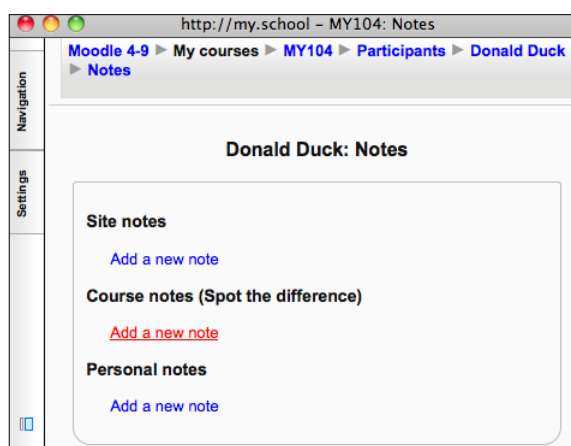 http://my.school – MY104: Notes
Moodle 4-9 ► My courses ► MY104 ► Participants ► Donald Duck
► Notes
Navigation
Settings
Donald Duck: Notes
Site notes
Add a new note
Course notes (Spot the difference)
Add a new note
Personal notes
Add a new note